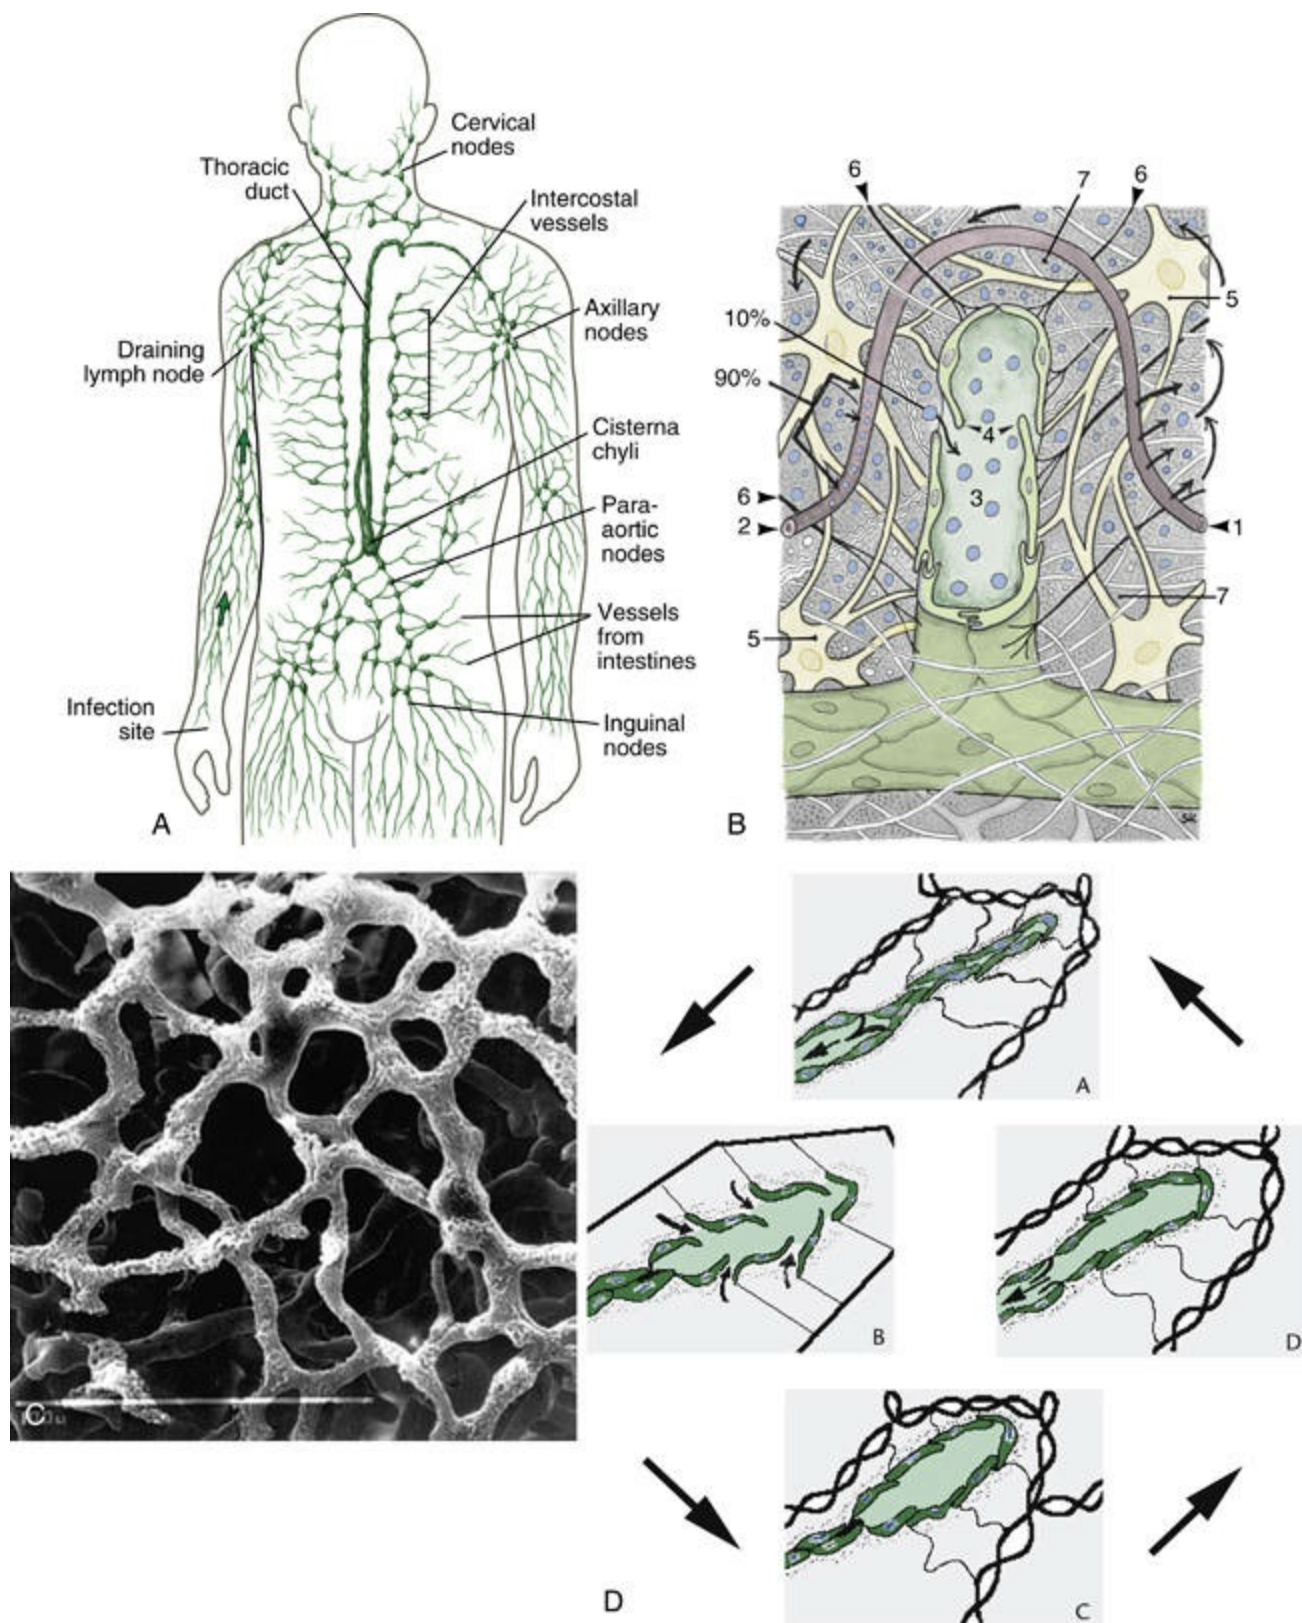 Cervical
nodes
Thoracic
duct
Intercostal
vessels
Axillary
nodes
Draining
lymph node
Cisterna
chyli
Para-
aortic
nodes
Vessels
from
intestines
Infection
site
Inguinal
nodes
A
6
7
6
5
10%
90%
4
3
6
2
1
7
5
B
A
B
D
C
C
D